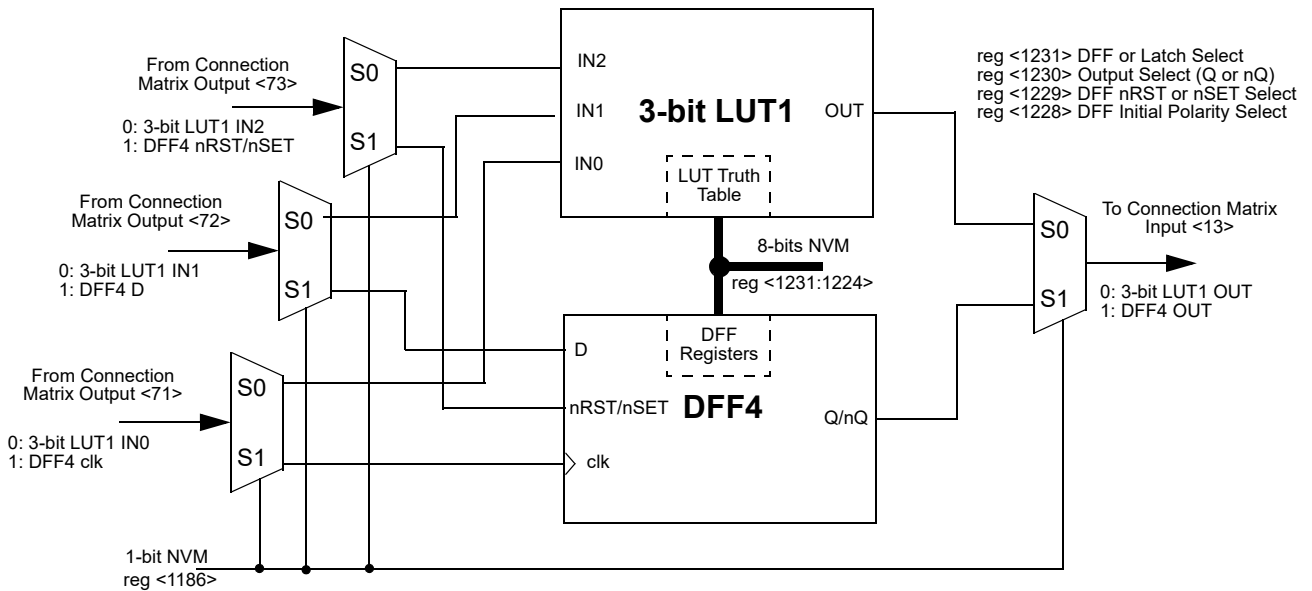 From Connection
Matrix Output <73>
0: 3-bit LUT1 IN2
1: DFF4 nRST/nSET
S0
S1
From Connection
Matrix Output <72>
0: 3-bit LUT1 IN1
1: DFF4 D
S0
S1
From Connection
Matrix Output <71>
0: 3-bit LUT1 IN0
1: DFF4 clk
S0
S1
1-bit NVM
reg <1186>
IN2
IN1
IN0
3-bit LUT1
OUT
LUT Truth
Table
8-bits NVM
reg <1231:1224>
DFF
Registers
D
nRST/nSET
clk
DFF4
Q/nQ
reg <1231> DFF or Latch Select
reg <1230> Output Select (Q or nQ)
reg <1229> DFF nRST or nSET Select
reg <1228> DFF Initial Polarity Select
S0
S1
To Connection Matrix
Input <13>
0: 3-bit LUT1 OUT
1: DFF4 OUT